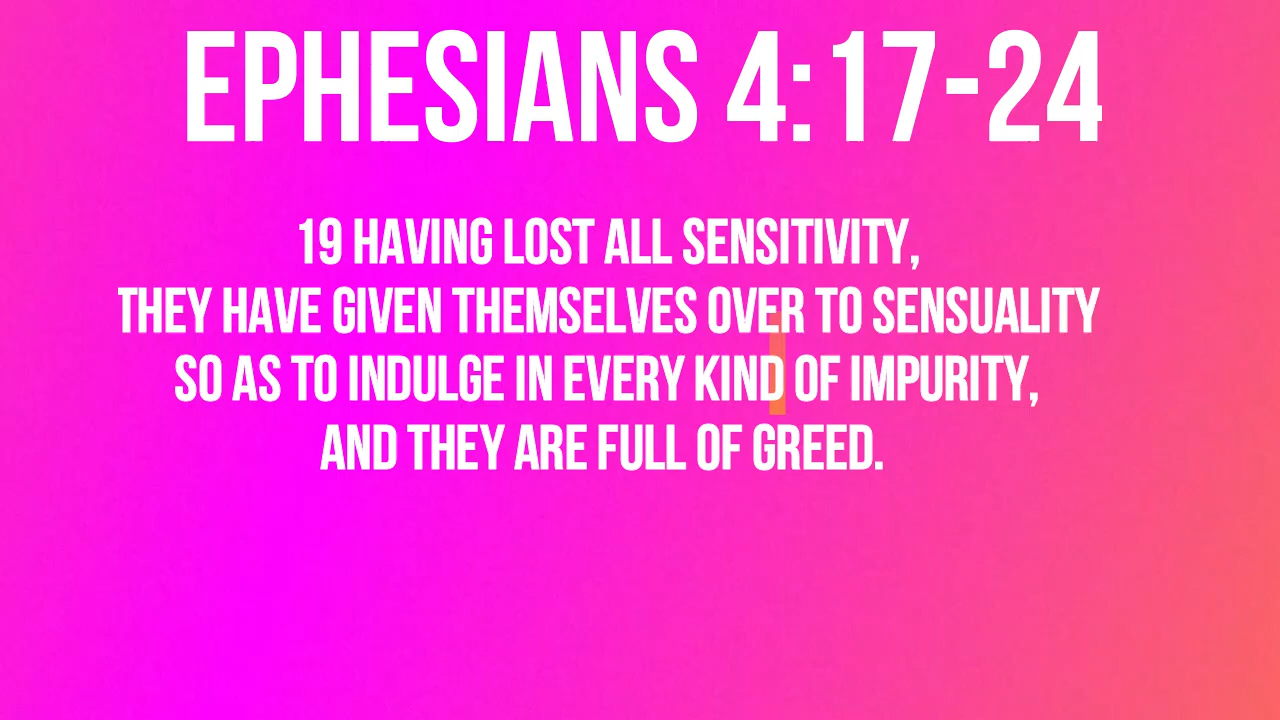 EPHESIANS 4:17-24
19 HAVING LOST ALL SENSITIVITY,
THEY HAVE GIVEN THEMSELVES OVER TO SENSUALITY
SO AS TO INDULGE IN EVERY KIND OF IMPURITY,
AND THEY ARE FULL OF GREED.